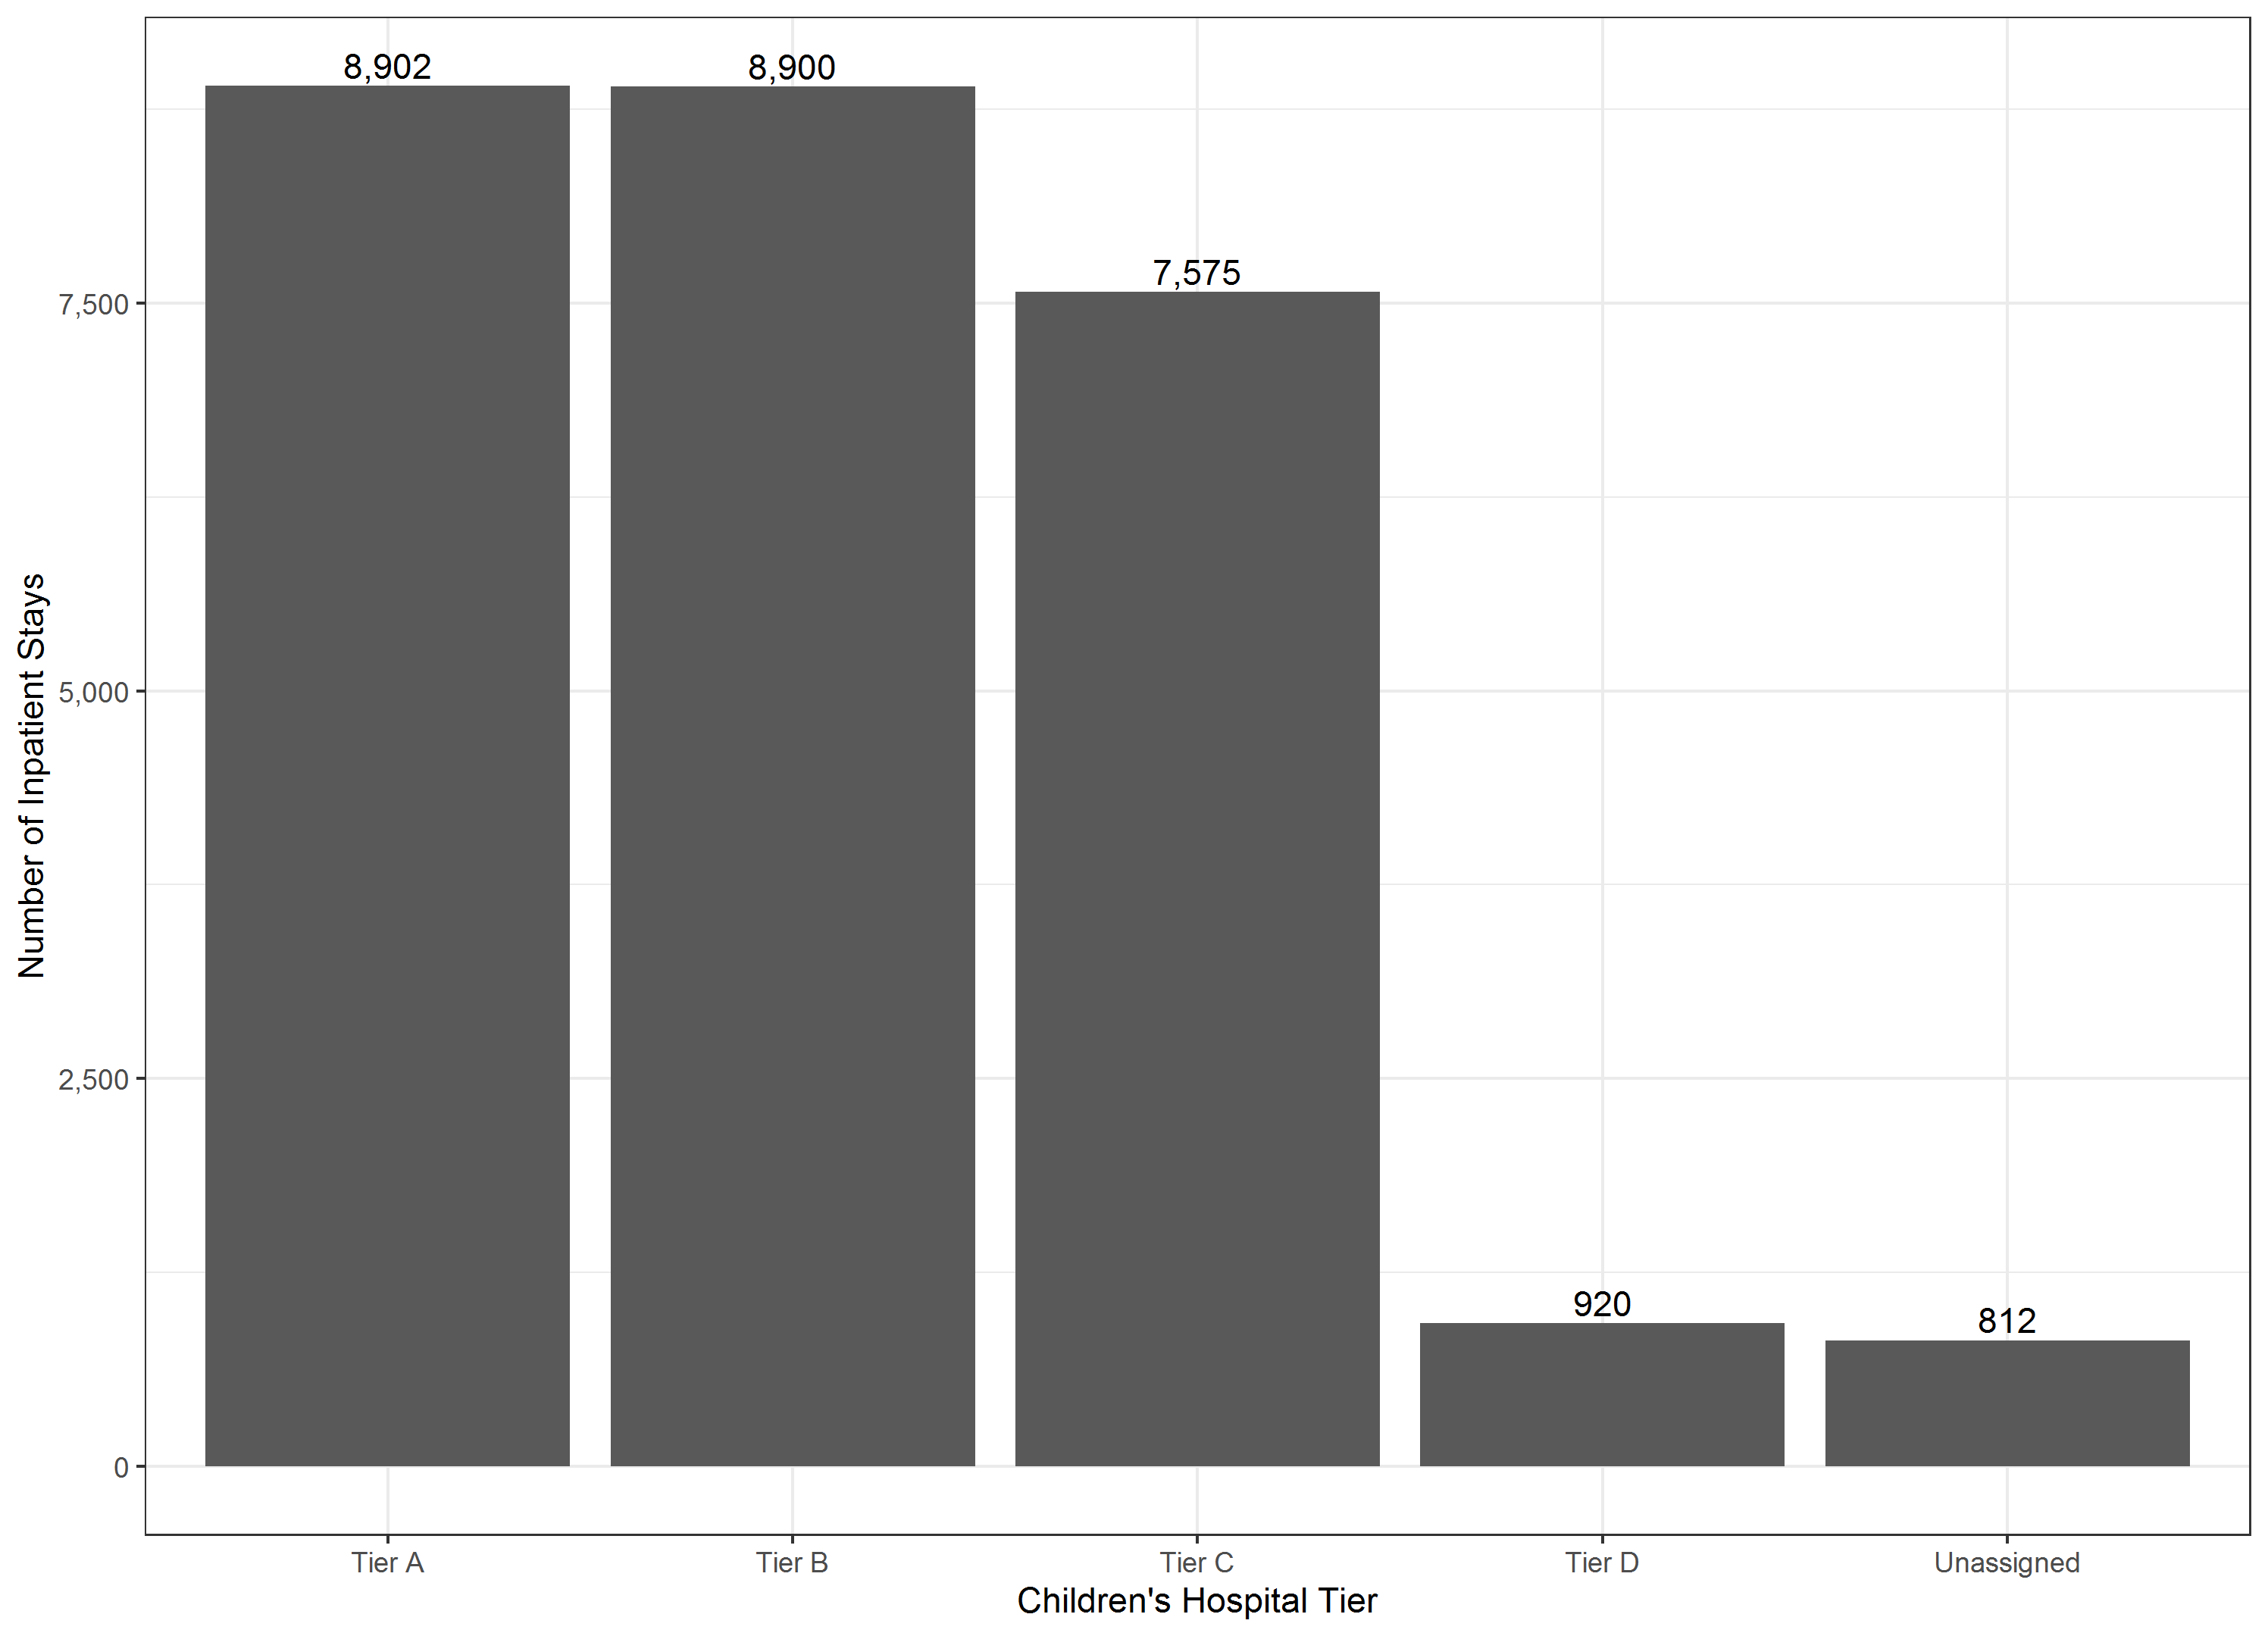 8,902
8,900
7,575
920
812
7,500
5,000
2,500
0
Number of Inpatient Stays
Tier A
Tier B
Tier C
Tier D
Unassigned
Children's Hospital Tier